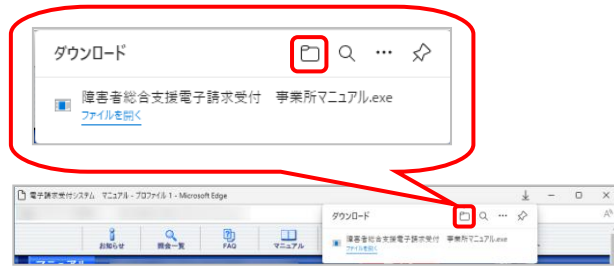 ダウンロード
障害者総合支援電子請求受付　事業所マニュアル.exe
ファイルを開く
電子請求受付システム マニュアル - プロファイル 1 - Microsoft Edge
ダウンロード
障害者総合支援電子請求受付　事業所マニュアル.exe
ファイルを開く
お知らせ
照会一覧
FAQ
マニュアル
マニュアル